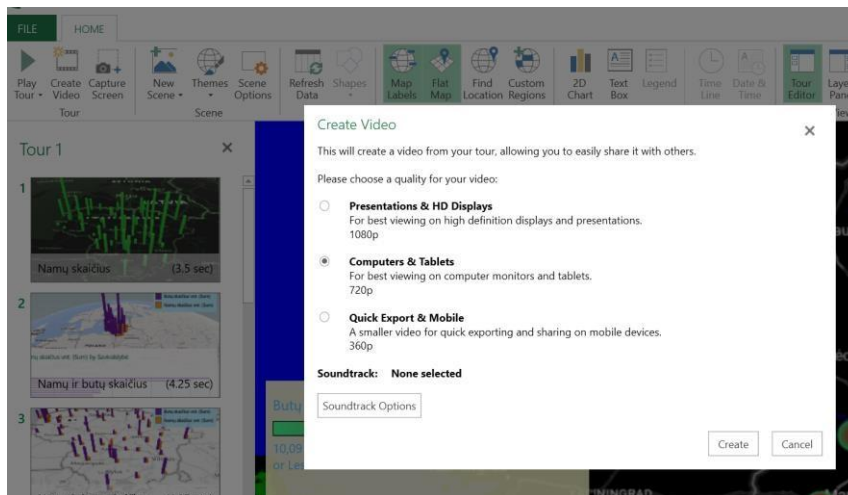 FILE HOME
Play Tour Create Video Capture Screen New Scene Themes Scene Options Refresh Data Shapes Map Labels Flat Map Find Location Custom Regions 2D Chart Text Box Legend Time Line Date & Time Tour Editor
Tour Scene
Create Video
This will create a video from your tour, allowing you to easily share it with others.
Please choose a quality for your video:
Presentations & HD Displays
For best viewing on high definition displays and presentations.
1080p
Computers & Tablets
For best viewing on computer monitors and tablets.
720p
Quick Export & Mobile
A smaller video for quick exporting and sharing on mobile devices.
360p
Soundtrack: None selected
Soundtrack Options
Create Cancel
Tour 1
1
Namų skaičius (3.5 sec)
2
Namų ir butų skaičius (4.25 sec)
3
Butų
10,09